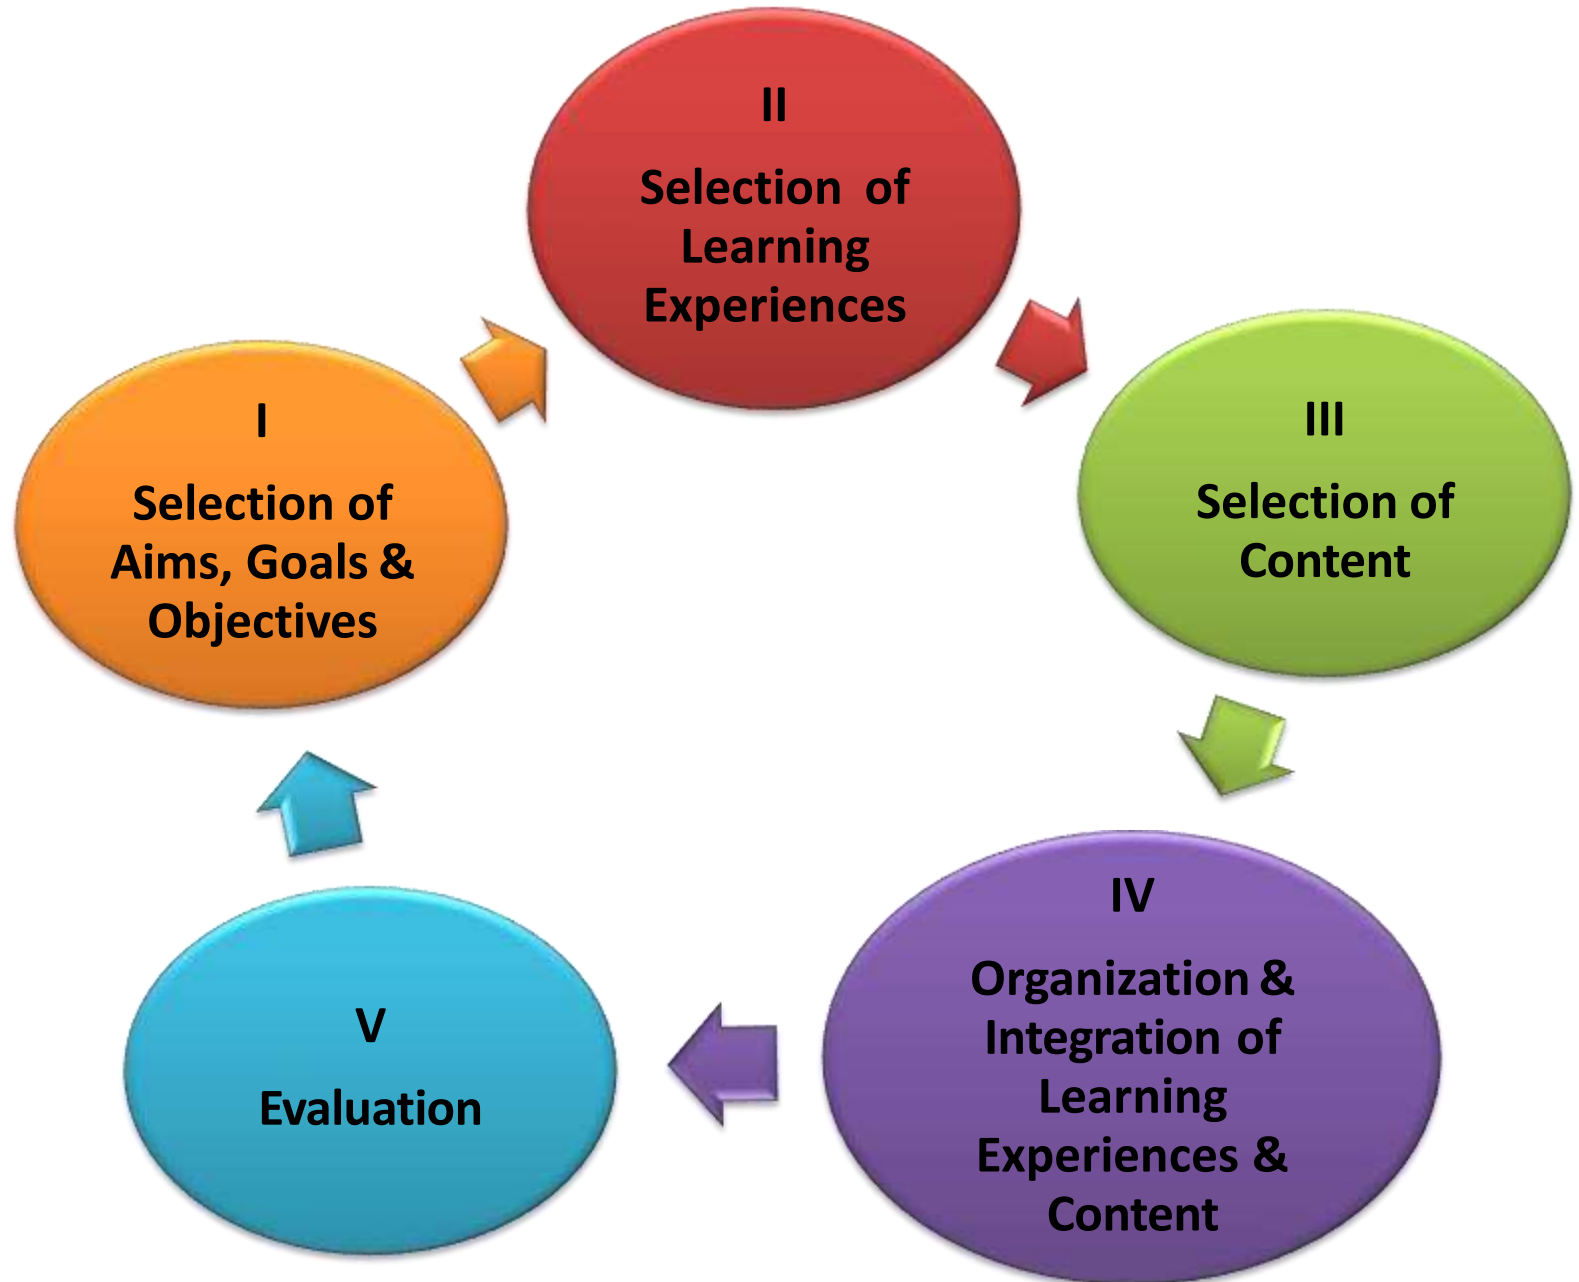 I
Selection of
Aims, Goals &
Objectives
II
Selection of
Learning
Experiences
III
Selection of
Content
IV
Organization &
Integration of
Learning
Experiences &
Content
V
Evaluation